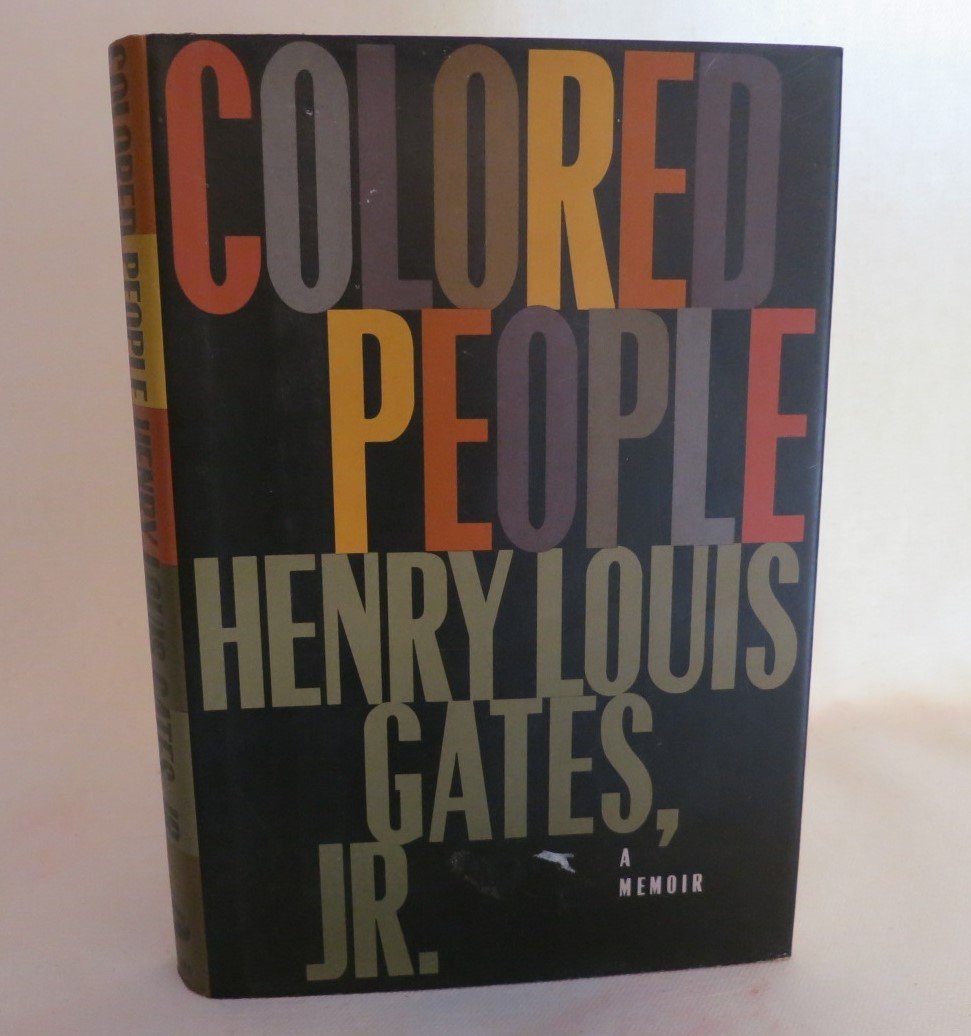 COLORED
PEOPLE
HENRY LOUIS
GATES,
JR.
A
MEMOIR
COLORED PEOPLE HENRY LOUIS GATES, JR.